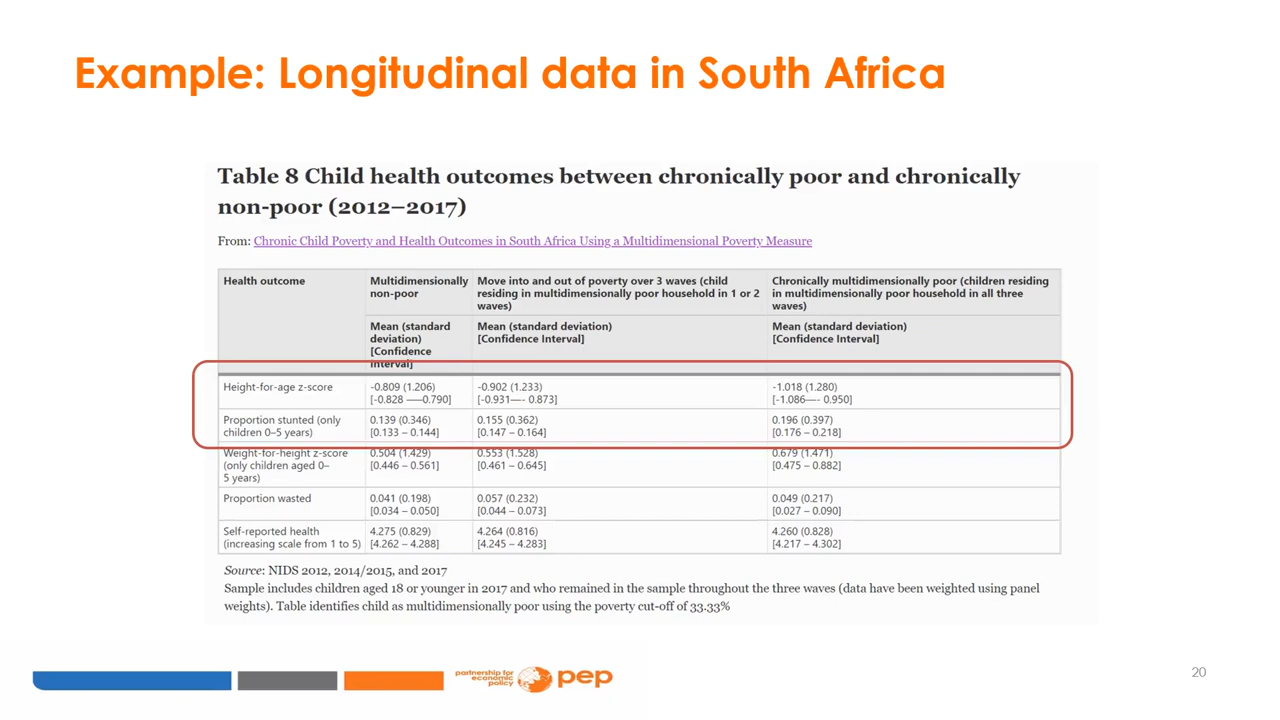 Example: Longitudinal data in South Africa
Table 8 Child health outcomes between chronically poor and chronically
non-poor (2012–2017)
From: Chronic Child Poverty and Health Outcomes in South Africa Using a Multidimensional Poverty Measure
Health outcome
Multidimensionally
non-poor
Move into and out of poverty over 3 waves (child
residing in multidimensionally poor household in 1 or 2
waves)
Chronically multidimensionally poor (children residing
in multidimensionally poor household in all three
waves)
Mean (standard
deviation)
[Confidence
Interval]
Mean (standard deviation)
[Confidence Interval]
Mean (standard deviation)
[Confidence Interval]
Height-for-age z-score
-0.809 (1.206)
[-0.828 —–0.790]
-0.902 (1.233)
[-0.931—- 0.873]
-1.018 (1.280)
[-1.086—- 0.950]
Proportion stunted (only
children 0–5 years)
0.139 (0.346)
[0.133 – 0.144]
0.155 (0.362)
[0.147 – 0.164]
0.196 (0.397)
[0.176 – 0.218]
Weight-for-height z-score
(only children aged 0–
5 years)
0.504 (1.429)
[0.446 – 0.561]
0.553 (1.528)
[0.461 – 0.645]
0.679 (1.471)
[0.475 – 0.882]
Proportion wasted
0.041 (0.198)
[0.034 – 0.050]
0.057 (0.232)
[0.044 – 0.073]
0.049 (0.217)
[0.027 – 0.090]
Self-reported health
(increasing scale from 1 to 5)
4.275 (0.829)
[4.262 – 4.288]
4.264 (0.816)
[4.245 – 4.283]
4.260 (0.828)
[4.217 – 4.302]
Source: NIDS 2012, 2014/2015, and 2017
Sample includes children aged 18 or younger in 2017 and who remained in the sample throughout the three waves (data have been weighted using panel
weights). Table identifies child as multidimensionally poor using the poverty cut-off of 33.33%
partnership for
economic
policy
pep
20